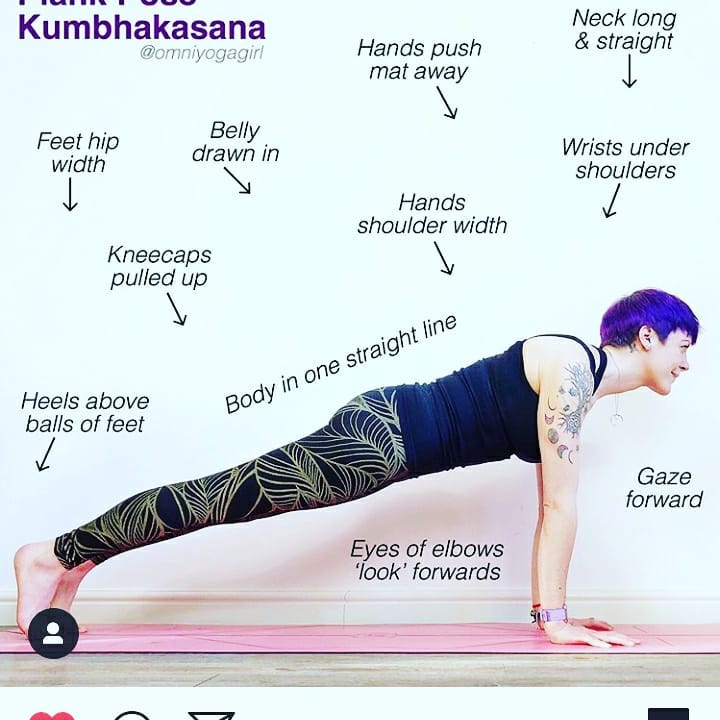 Plank Pose
Kumbhakasana
@omniyogagirl
Hands push
mat away
Neck long
& straight
Feet hip
width
Belly
drawn in
Wrists under
shoulders
Hands
shoulder width
Kneecaps
pulled up
Body in one straight line
Heels above
balls of feet
Gaze
forward
Eyes of elbows
‘look’ forwards